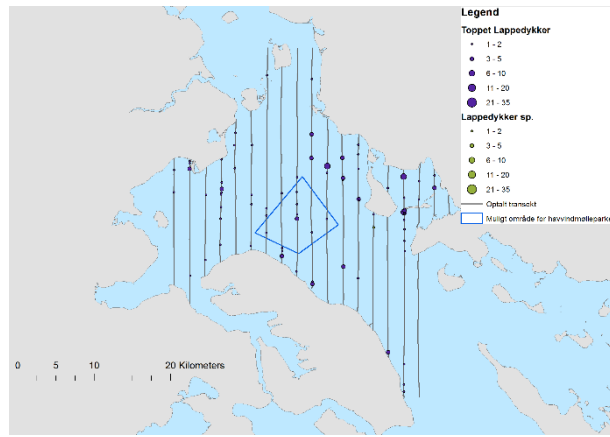 Legend
Toppet Lappedykker
1 - 2
3 - 5
6 - 10
11 - 20
21 - 35
Lappedykker sp.
1 - 2
3 - 5
6 - 10
11 - 20
21 - 35
Optalt transekt
Muligt område for havvindmølleparke
0 5 10 20 Kilometers